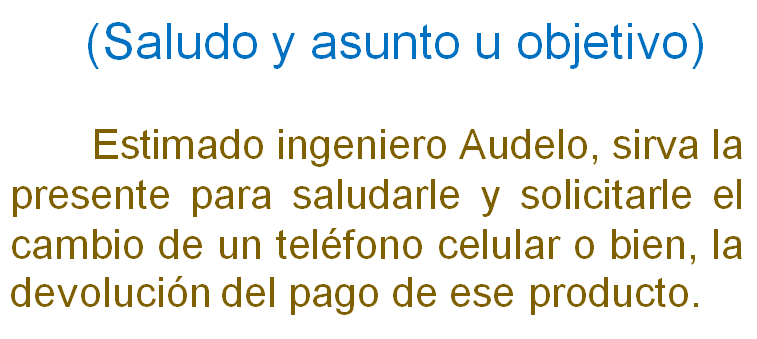 (Saludo y asunto u objetivo)
Estimado ingeniero Audelo, sirva la
presente para saludarle y solicitarle el
cambio de un teléfono celular o bien, la
devolución del pago de ese producto.